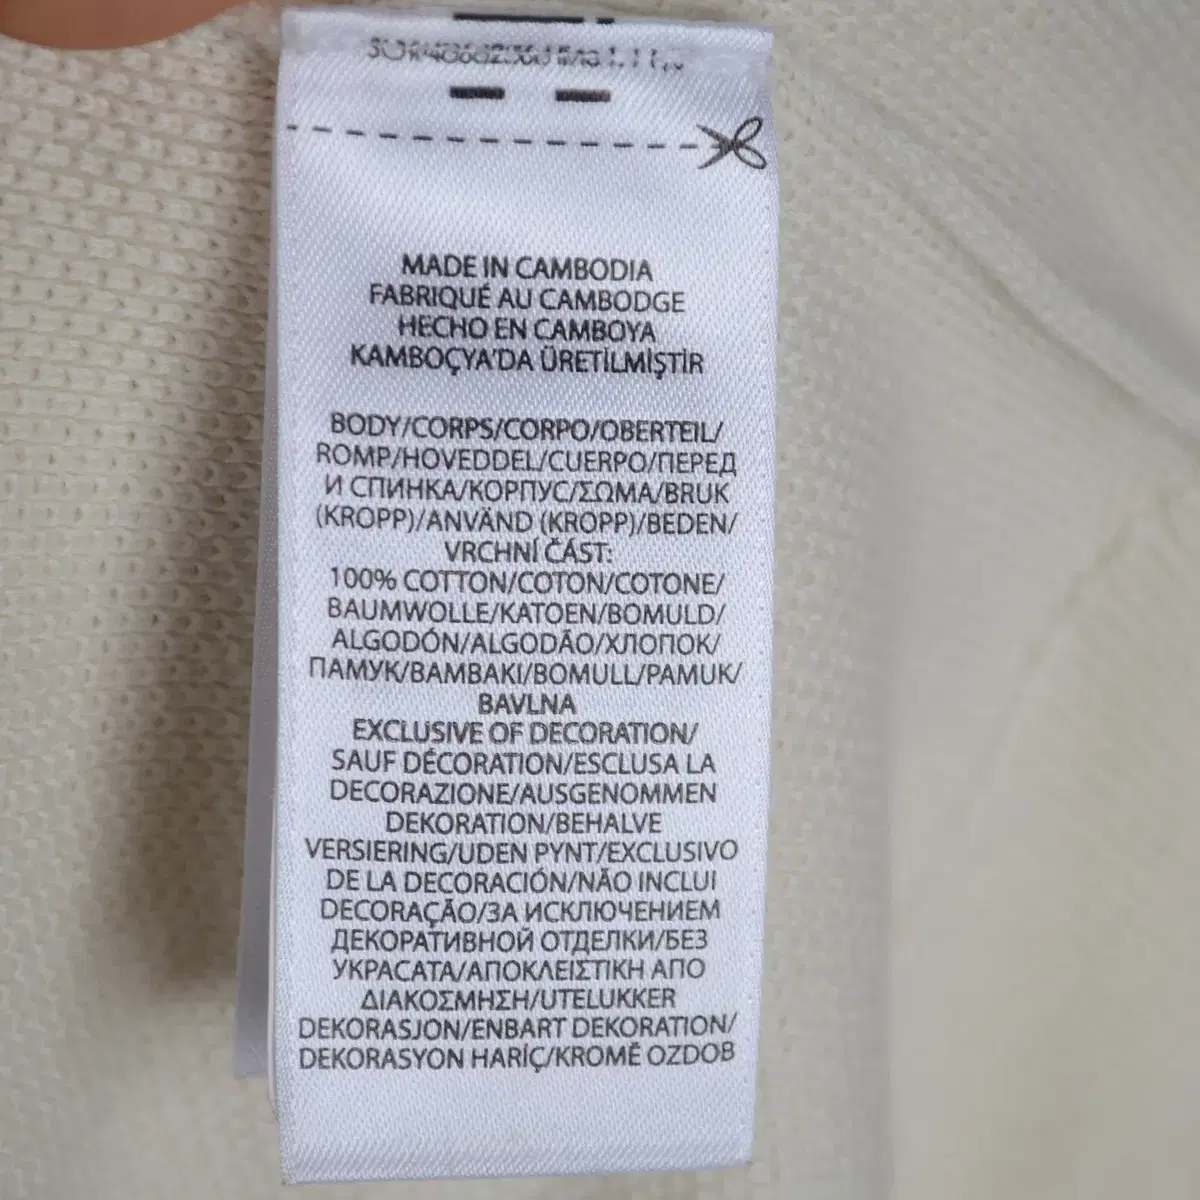 MADE IN CAMBODIA
FABRIQUÉ AU CAMBODGE
HECHO EN CAMBOYA
KAMBOÇYA'DA ÜRETİLMİŞTİR
BODY/CORPS/CORPO/OBERTEIL/
ROMP/HOVEDDEL/CUERPO/ПЕРЕД
И СПИНКА/КОРПУС/ΣΩΜΑ/BRUK
(KROPP)/ANVÄND (KROPP)/BEDEN/
VRCHNÍ ČÁST:
100% COTTON/COTON/COTONE/
BAUMWOLLE/KATOEN/BOMULD/
ALGODÓN/ALGODÃO/ХЛОПОК/
ПАМУК/ΒΑΜΒΑΚΙ/BOMULL/PAMUK/
BAVLNA
EXCLUSIVE OF DECORATION/
SAUF DÉCORATION/ESCLUSA LA
DECORAZIONE/AUSGENOMMEN
DEKORATION/BEHALVE
VERSIERING/UDEN PYNT/EXCLUSIVO
DE LA DECORACIÓN/NÃO INCLUI
DECORAÇÃO/ЗА ИСКЛЮЧЕНИЕМ
ДЕКОРАТИВНОЙ ОТДЕЛКИ/БЕЗ
УКРАСАТА/ΑΠΟΚΛΕΙΣΤΙΚΗ ΑΠΟ
ΔΙΑΚΟΣΜΗΣΗ/UTELUKKER
DEKORASJON/ENBART DEKORATION/
DEKORASYON HARİÇ/KROMĚ OZDOB